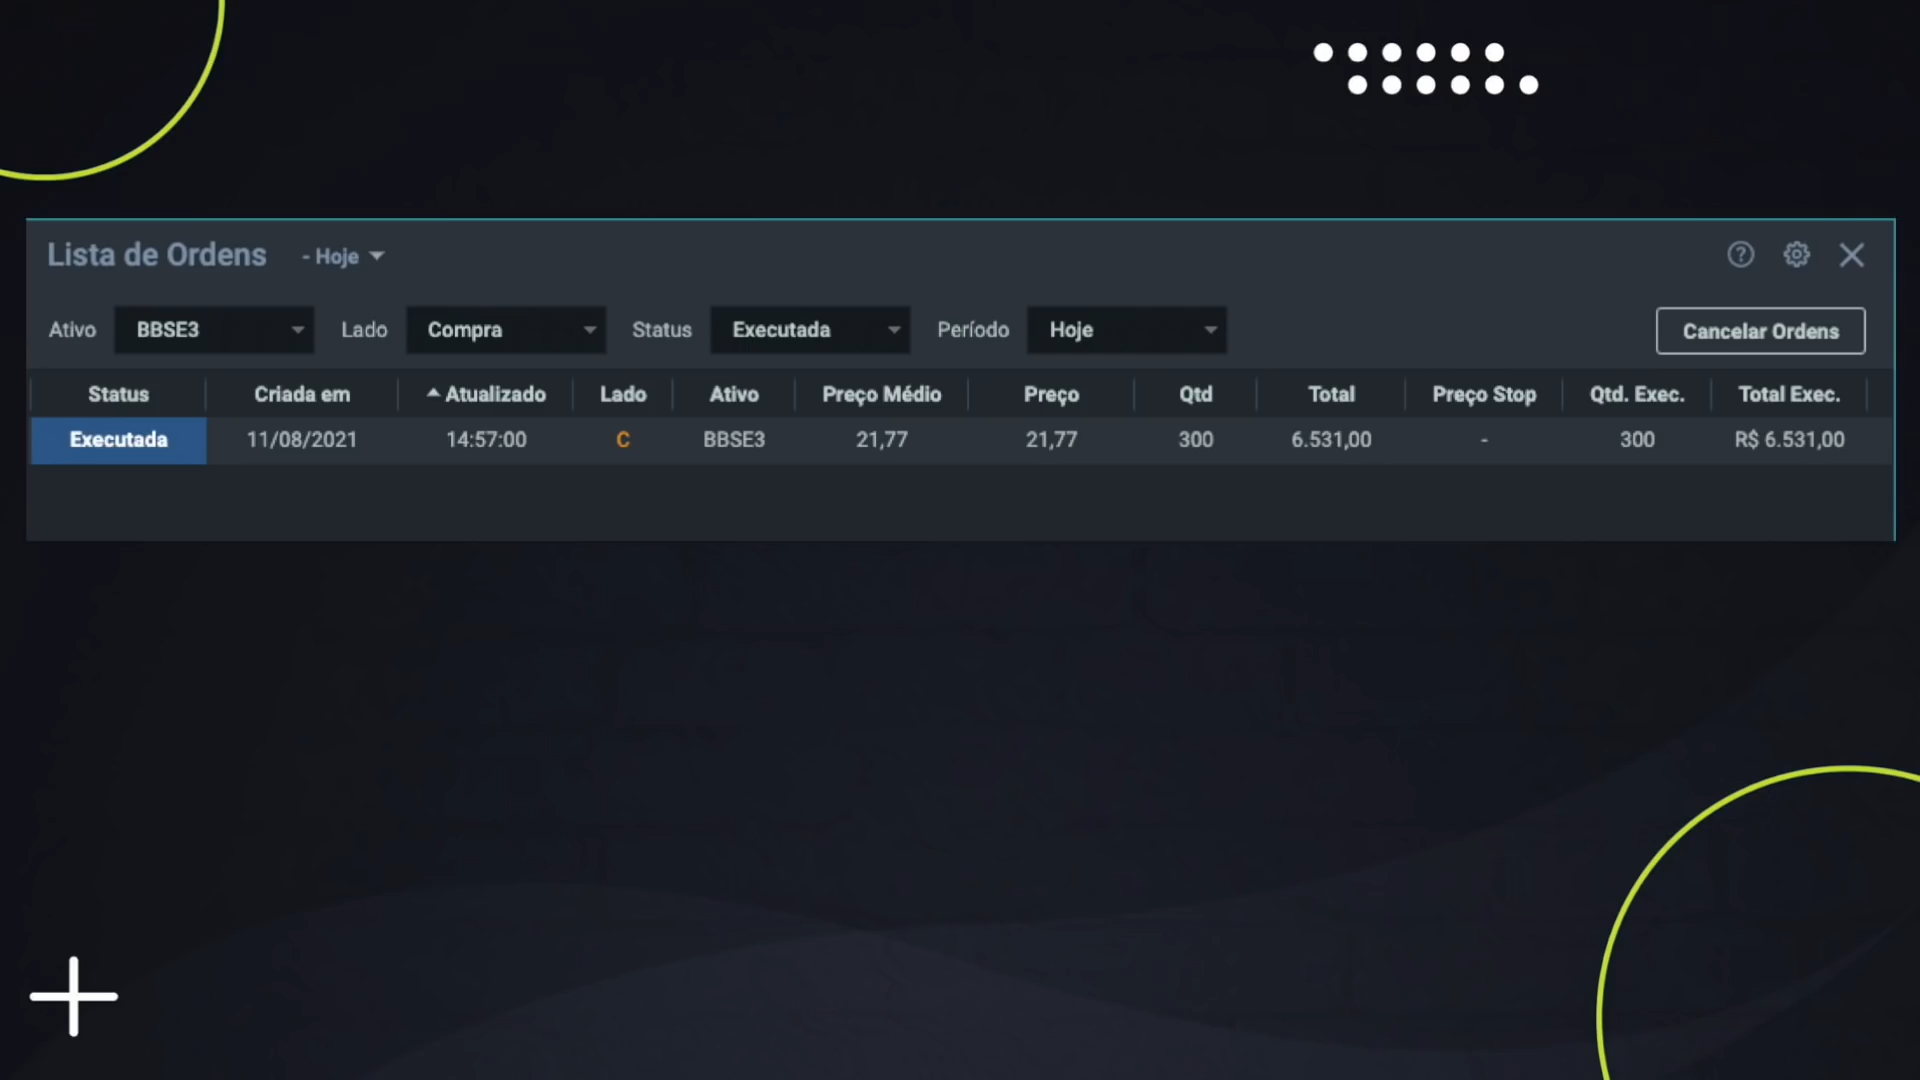 Lista de Ordens - Hoje
Ativo BBSE3 Lado Compra Status Executada Período Hoje Cancelar Ordens
Status Criada em Atualizado Lado Ativo Preço Médio Preço Qtd Total Preço Stop Qtd. Exec. Total Exec.
Executada 11/08/2021 14:57:00 C BBSE3 21,77 21,77 300 6.531,00 - 300 R$ 6.531,00